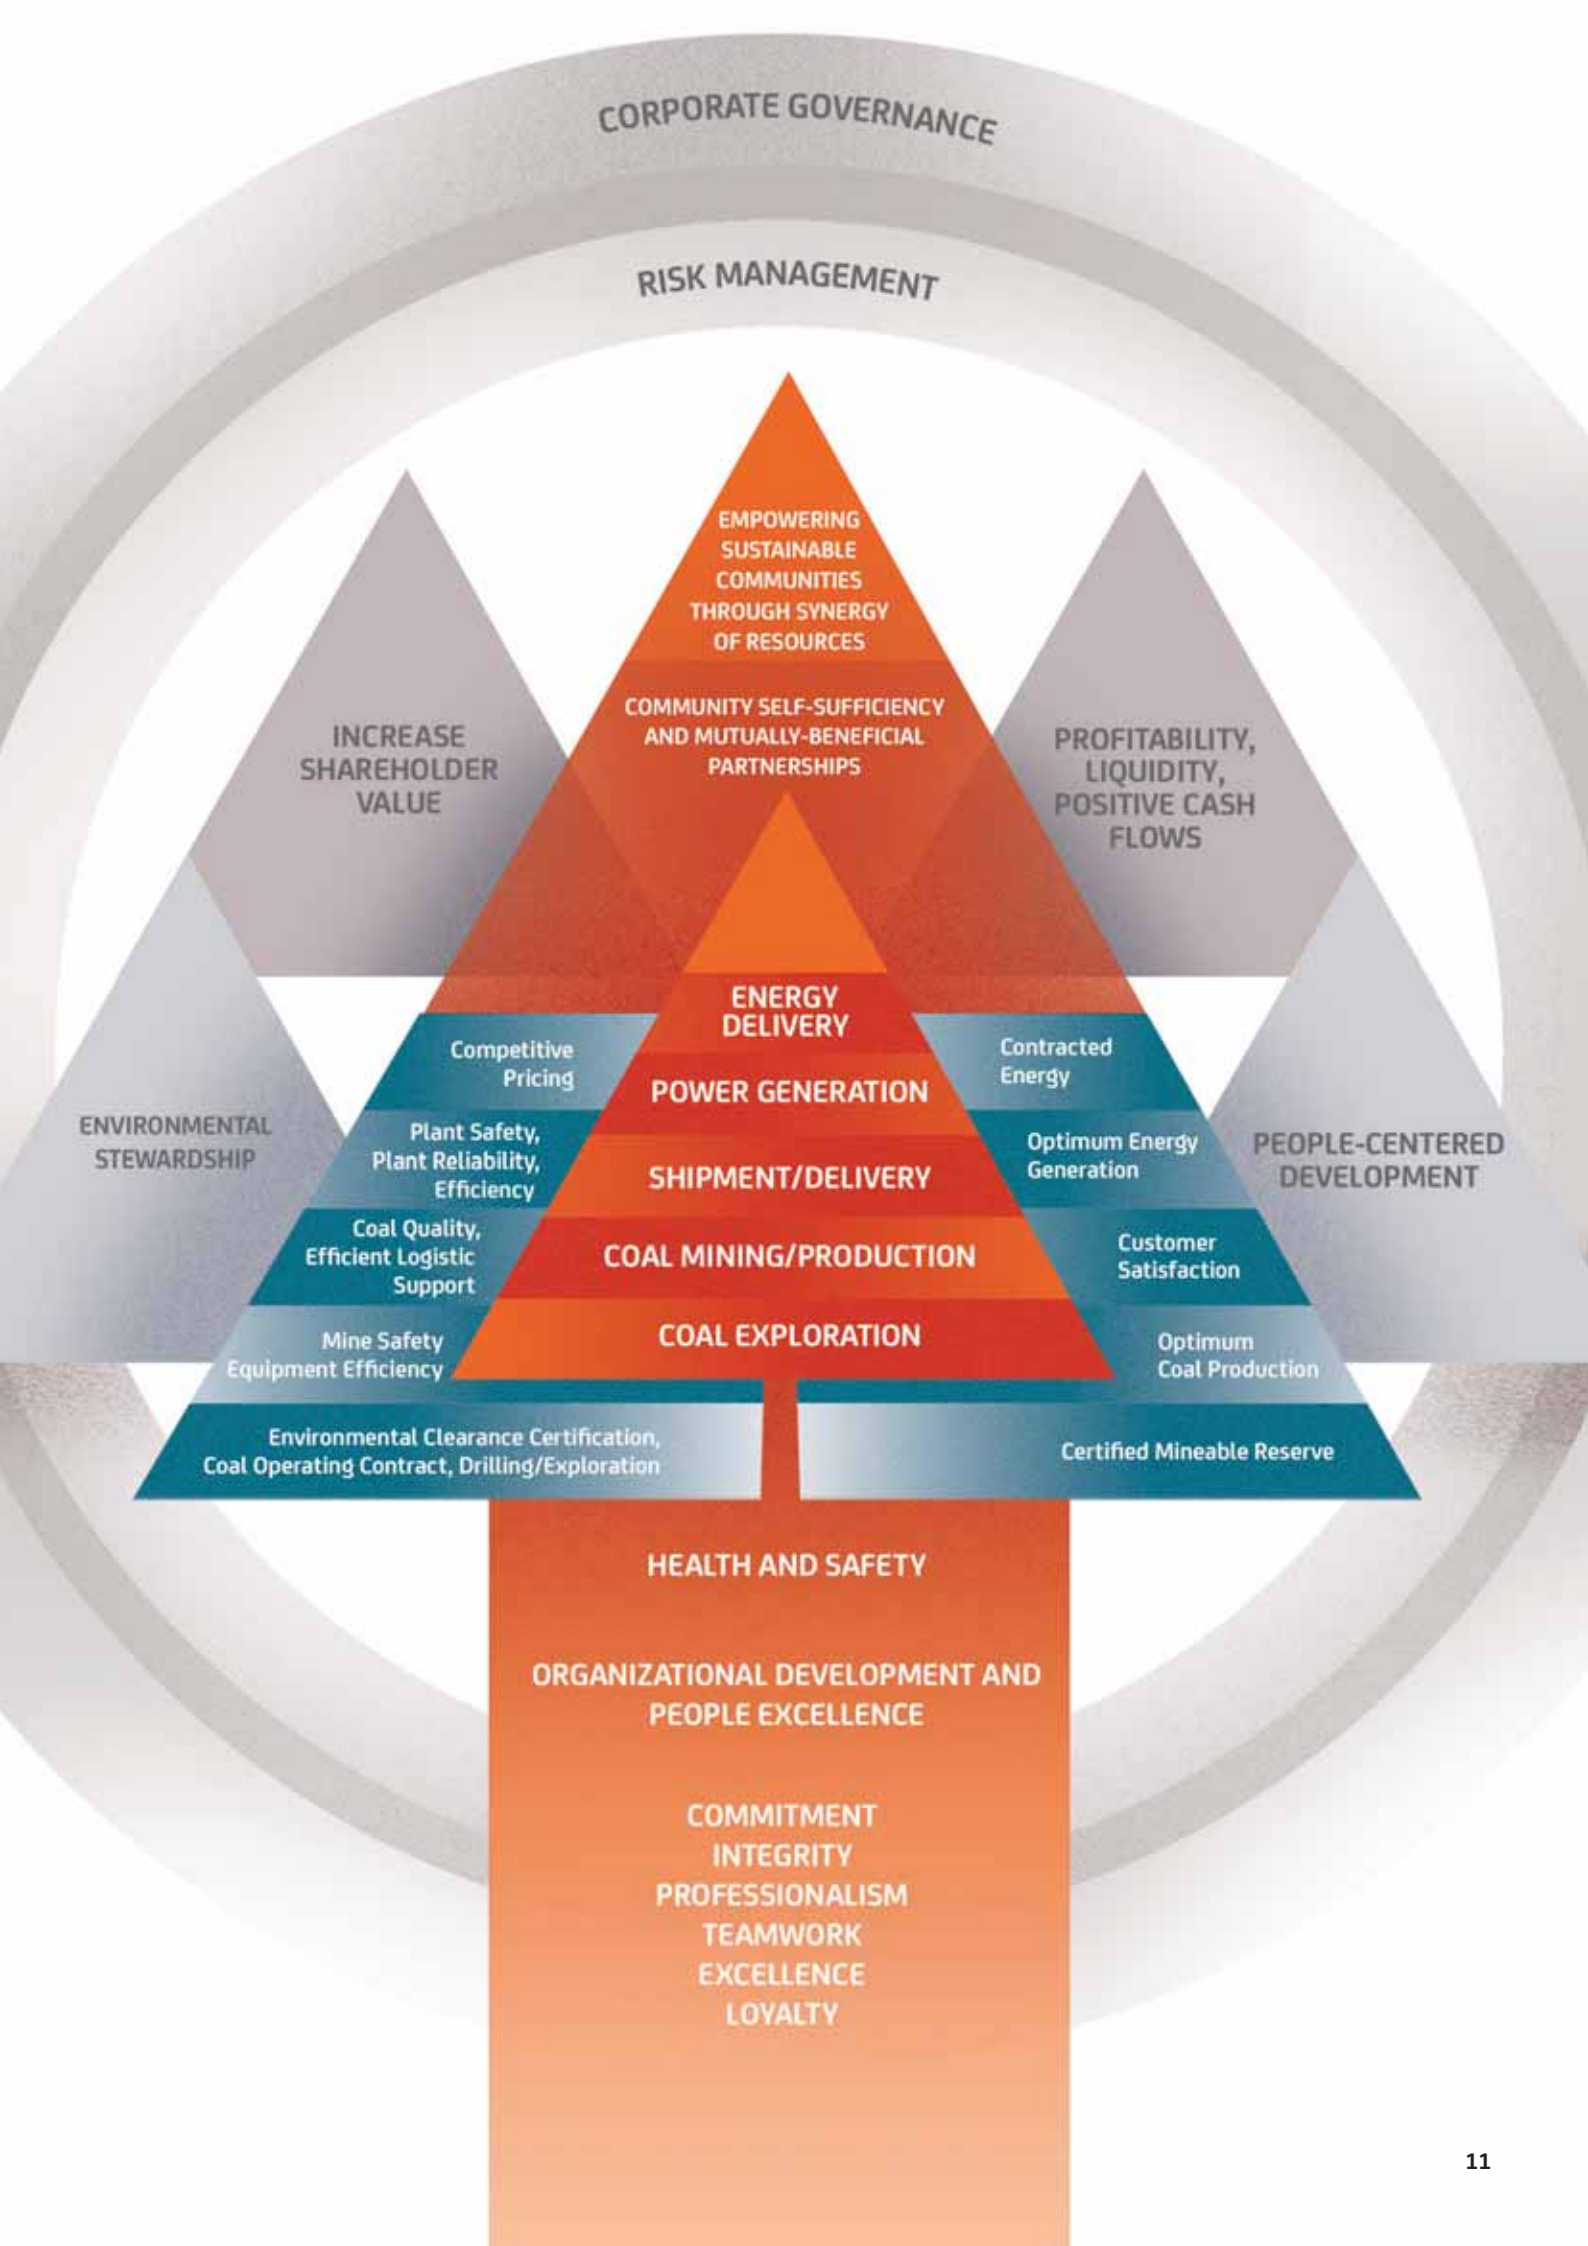 CORPORATE GOVERNANCE
RISK MANAGEMENT
EMPOWERING
SUSTAINABLE
COMMUNITIES
THROUGH SYNERGY
OF RESOURCES
COMMUNITY SELF-SUFFICIENCY
AND MUTUALLY-BENEFICIAL
PARTNERSHIPS
INCREASE
SHAREHOLDER
VALUE
PROFITABILITY,
LIQUIDITY,
POSITIVE CASH
FLOWS
ENVIRONMENTAL
STEWARDSHIP
PEOPLE-CENTERED
DEVELOPMENT
ENERGY
DELIVERY
POWER GENERATION
SHIPMENT/DELIVERY
COAL MINING/PRODUCTION
COAL EXPLORATION
Competitive
Pricing
Plant Safety,
Plant Reliability,
Efficiency
Coal Quality,
Efficient Logistic
Support
Mine Safety
Equipment Efficiency
Environmental Clearance Certification,
Coal Operating Contract, Drilling/Exploration
Contracted
Energy
Optimum Energy
Generation
Customer
Satisfaction
Optimum
Coal Production
Certified Mineable Reserve
HEALTH AND SAFETY
ORGANIZATIONAL DEVELOPMENT AND
PEOPLE EXCELLENCE
COMMITMENT
INTEGRITY
PROFESSIONALISM
TEAMWORK
EXCELLENCE
LOYALTY
11